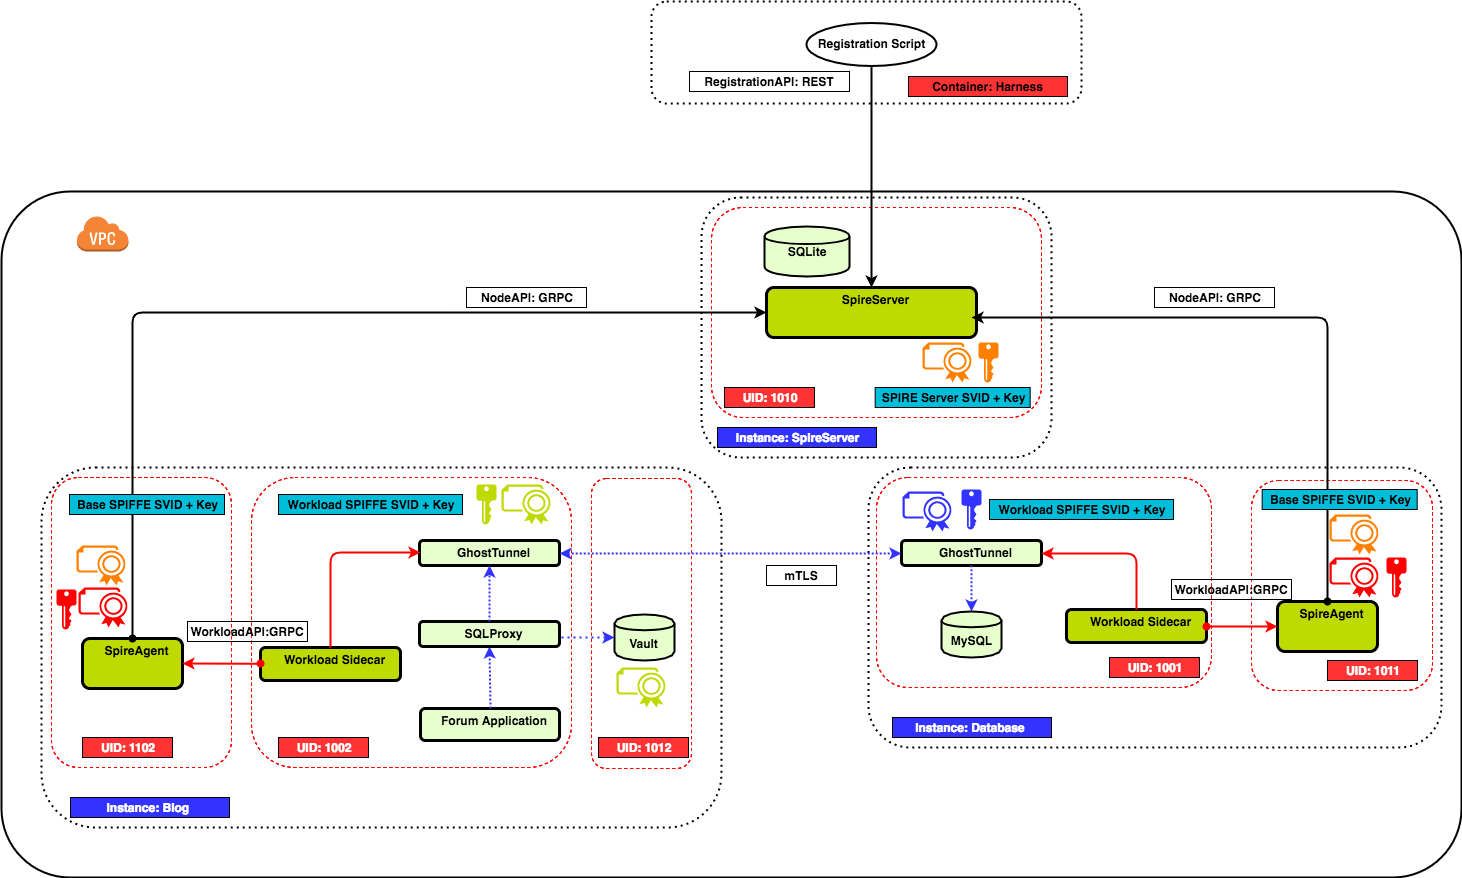 Registration Script
RegistrationAPI: REST
Container: Harness
VPC
SQLite
NodeAPI: GRPC
SpireServer
NodeAPI: GRPC
UID: 1010
SPIRE Server SVID + Key
Instance: SpireServer
Base SPIFFE SVID + Key
Workload SPIFFE SVID + Key
Workload SPIFFE SVID + Key
Base SPIFFE SVID + Key
GhostTunnel
GhostTunnel
mTLS
WorkloadAPI:GRPC
WorkloadAPI:GRPC
SpireAgent
Workload Sidecar
SQLProxy
Vault
MySQL
Workload Sidecar
SpireAgent
UID: 1001
UID: 1011
Forum Application
UID: 1102
UID: 1002
UID: 1012
Instance: Database
Instance: Blog